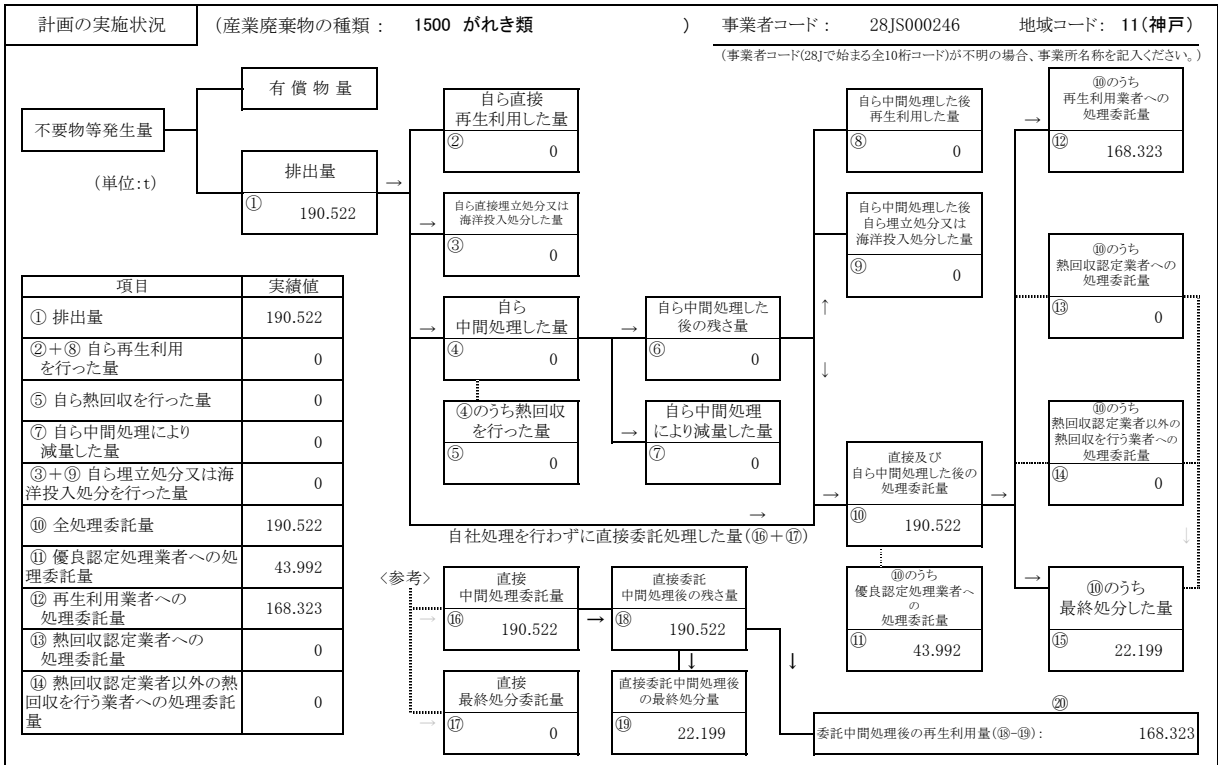 計画の実施状況
(産業廃棄物の種類： 1500 がれき類 )
事業者コード： 28JS000246 地域コード： 11(神戸)
(事業者コード(28Jで始まる全10桁コード)が不明の場合、事業所名称を記入ください。)
不要物等発生量
(単位:t)
有償物量
排出量
① 190.522
→
自ら直接
再生利用した量
② 0
→
自ら直接埋立処分又は
海洋投入処分した量
③ 0
→
自ら
中間処理した量
④ 0
④のうち熱回収
を行った量
⑤ 0
→
自ら中間処理した
後の残さ量
⑥ 0
→
自ら中間処理
により減量した量
⑦ 0
→
自ら中間処理した後
再生利用した量
⑧ 0
自ら中間処理した後
自ら埋立処分又は
海洋投入処分した量
⑨ 0
↑
↓
→
自社処理を行わずに直接委託処理した量(⑯＋⑰)
→
直接及び
自ら中間処理した後の
処理委託量
⑩ 190.522
→
⑩のうち
優良認定処理業者へ
の
処理委託量
⑪ 43.992
→
⑩のうち
再生利用業者への
処理委託量
⑫ 168.323
⑩のうち
熱回収認定業者への
処理委託量
⑬ 0
⑩のうち
熱回収認定業者以外の
熱回収を行う業者への
処理委託量
⑭ 0
↓
→
⑩のうち
最終処分した量
⑮ 22.199
項目 実績値
① 排出量 190.522
②＋⑧ 自ら再生利用
を行った量 0
⑤ 自ら熱回収を行った量 0
⑦ 自ら中間処理により
減量した量 0
③＋⑨ 自ら埋立処分又は海
洋投入処分を行った量 0
⑩ 全処理委託量 190.522
⑪ 優良認定処理業者への処
理委託量 43.992
⑫ 再生利用業者への
処理委託量 168.323
⑬ 熱回収認定業者への
処理委託量 0
⑭ 熱回収認定業者以外の熱
回収を行う業者への処理委託
量 0
〈参考〉
→
直接
中間処理委託量
⑯ 190.522
→
直接委託
中間処理後の残さ量
⑱ 190.522
→
直接
最終処分委託量
⑰ 0
↓
直接委託中間処理後
の最終処分量
⑲ 22.199
↓
⑳
委託中間処理後の再生利用量(⑱-⑲)： 168.323